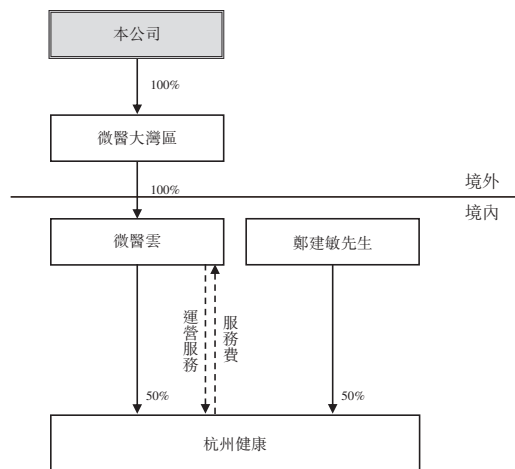 本公司
100%
微醫大灣區
100%
境外
境內
微醫雲
鄭建敏先生
運營服務
服務費
50%
50%
杭州健康